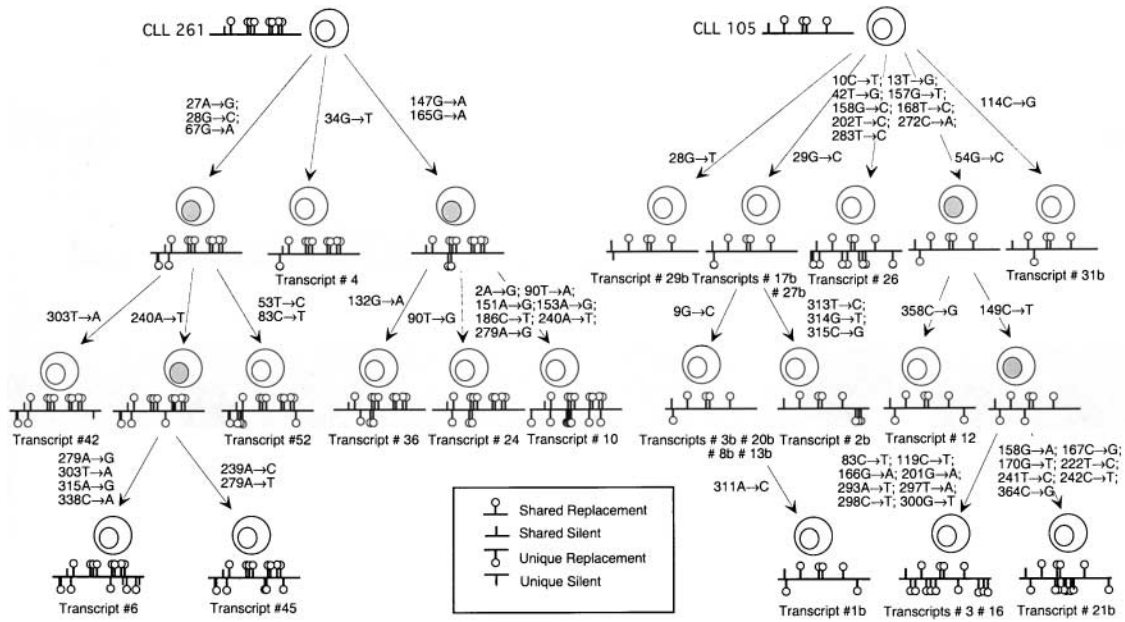 CLL 261
CLL 105
27A→G;
28G→C;
67G→A
34G→T
147G→A
165G→A
10C→T; 13T→G;
42T→G; 157G→T;
158G→C; 168T→C;
202T→C; 272C→A;
283T→C
114C→G
28G→T
29G→C
54G→C
Transcript # 4
Transcript # 29b
Transcripts # 17b
# 27b
Transcript # 26
Transcript # 31b
303T→A
240A→T
53T→C
83C→T
132G→A
90T→G
2A→G; 90T→A;
151A→G; 153A→G;
186C→T; 240A→T;
279A→G
9G→C
313T→C;
314G→T;
315C→G
358C→G
149C→T
Transcript #42
Transcript #52
Transcript # 36
Transcript # 24
Transcript # 10
Transcripts # 3b # 20b
# 8b # 13b
Transcript # 2b
Transcript # 12
279A→G
303T→A
315A→G
338C→A
239A→C
279A→T
311A→C
83C→T; 119C→T;
166G→A; 201G→A;
293A→T; 297T→A;
298C→T; 300G→T
158G→A; 167C→G;
170G→T; 222T→C;
241T→C; 242C→T;
364C→G
Shared Replacement
Shared Silent
Unique Replacement
Unique Silent
Transcript #6
Transcript #45
Transcript #1b
Transcripts # 3 # 16
Transcript # 21b